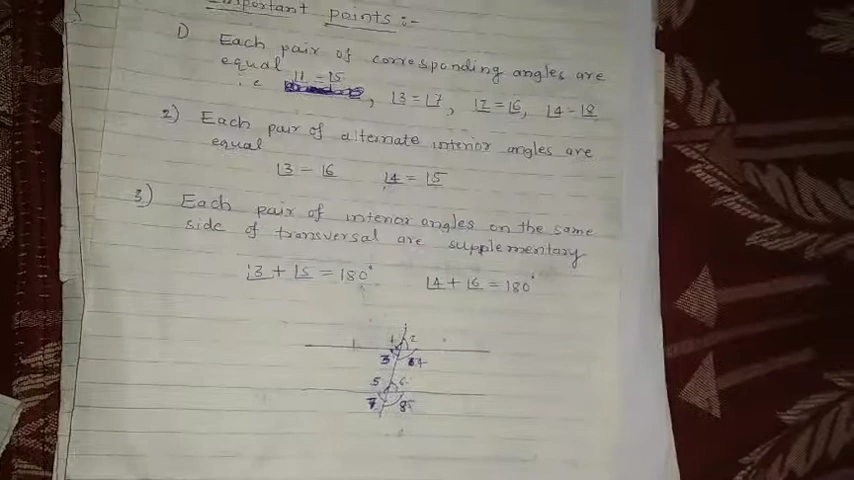 Important points :-
1) Each pair of corresponding angles are
equal
i.e ∠1 = ∠5, ∠3 = ∠7, ∠2 = ∠6, ∠4 = ∠8
2) Each pair of alternate interior angles are
equal
∠3 = ∠6 ∠4 = ∠5
3) Each pair of interior angles on the same
side of transversal are supplementary
∠3 + ∠5 = 180° ∠4 + ∠6 = 180°
1 2
3 4
5 6
7 8